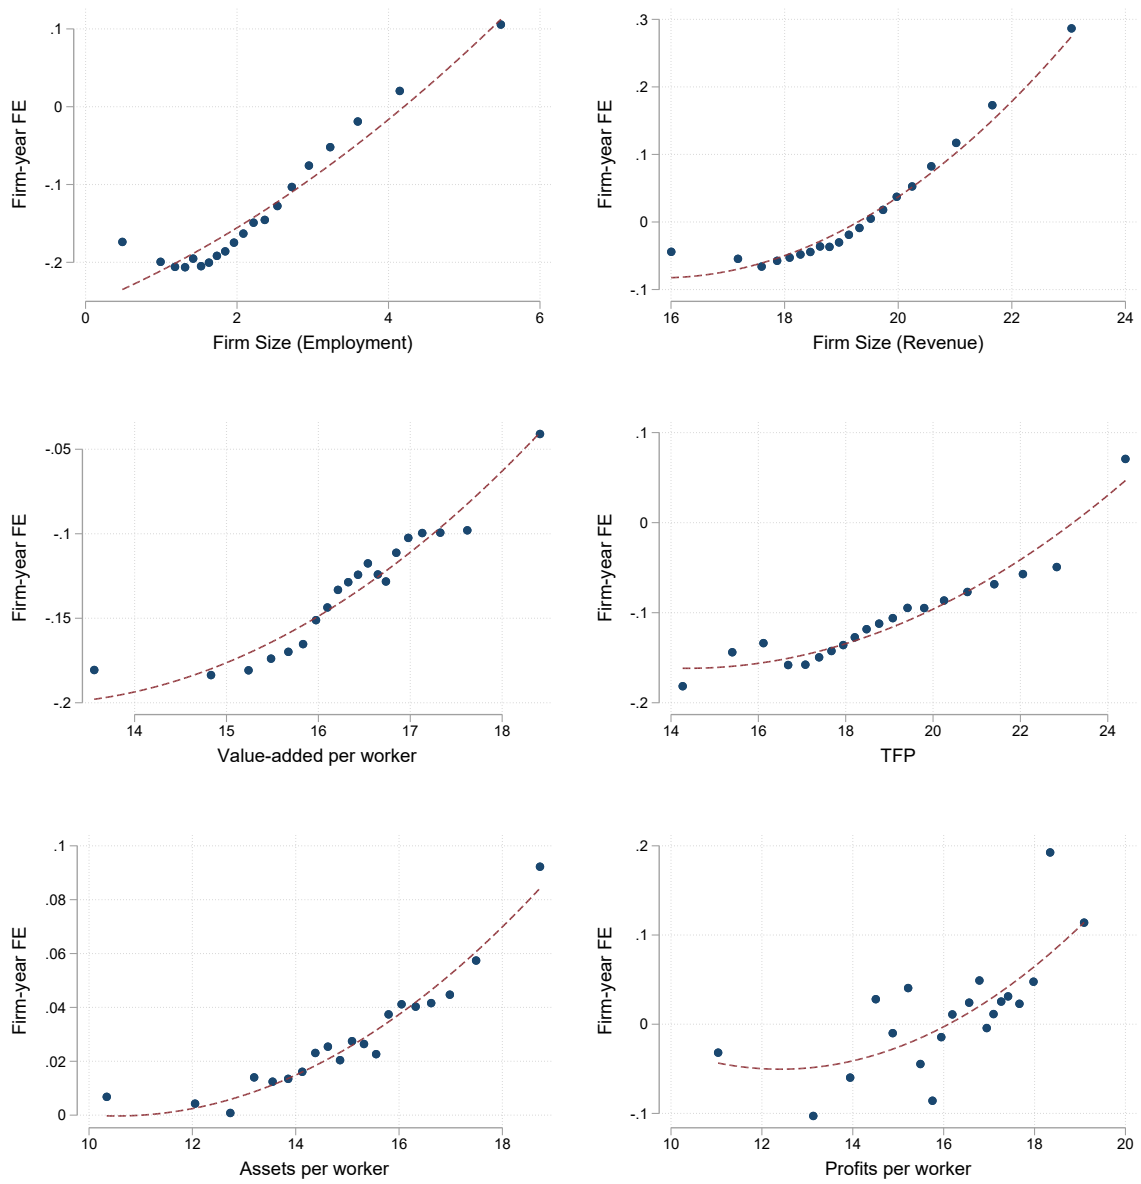 Firm-year FE
.1
0
-.1
-.2
0 2 4 6
Firm Size (Employment)
Firm-year FE
.3
.2
.1
0
-.1
16 18 20 22 24
Firm Size (Revenue)
Firm-year FE
-.05
-.1
-.15
-.2
14 15 16 17 18
Value-added per worker
Firm-year FE
.1
0
-.1
-.2
14 16 18 20 22 24
TFP
Firm-year FE
.1
.08
.06
.04
.02
0
10 12 14 16 18
Assets per worker
Firm-year FE
.2
.1
0
-.1
10 12 14 16 18 20
Profits per worker